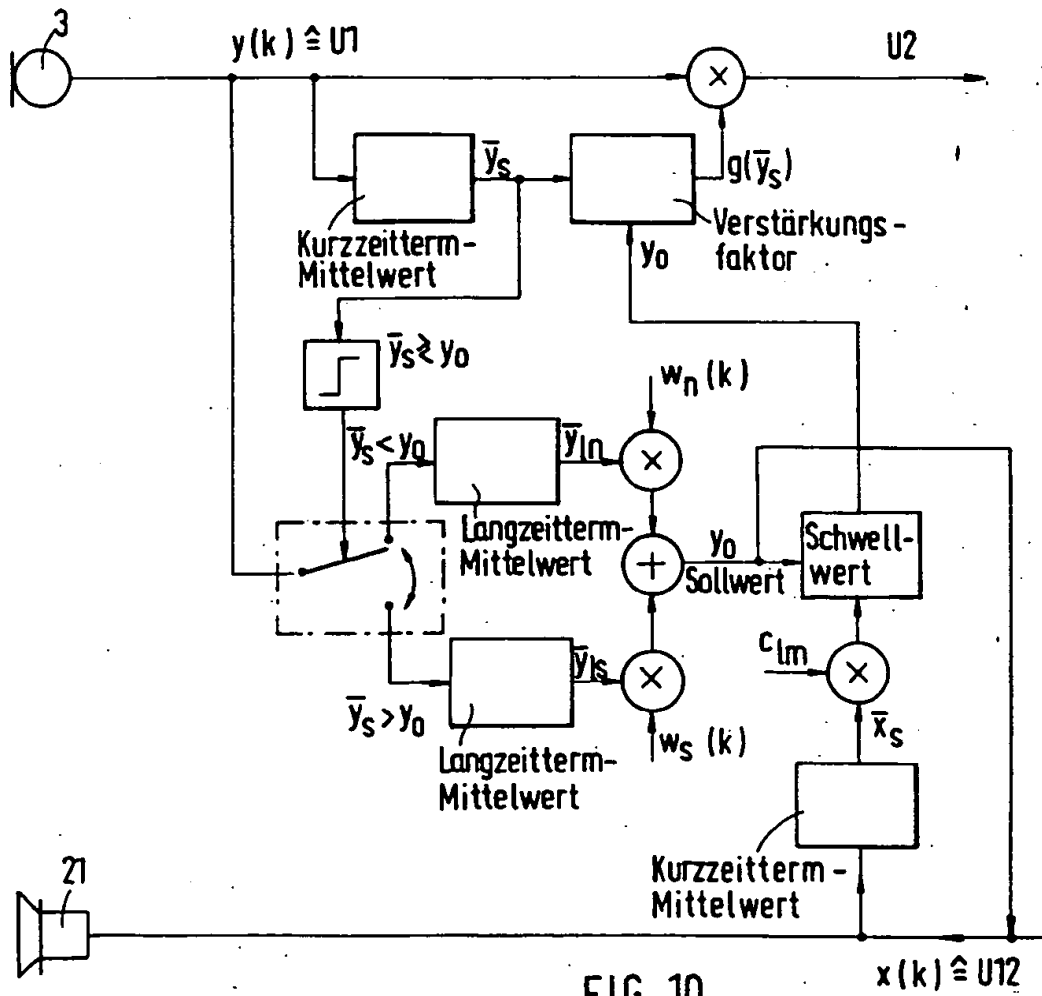 3
y(k) ≙ U1
U2
×
ȳs
g(ȳs)
Kurzzeitterm-
Mittelwert
Verstärkungs-
faktor
y0
ȳs ≷ y0
wn (k)
ȳs < y0
ȳln
×
Langzeitterm-
Mittelwert
+
y0
Sollwert
Schwell-
wert
clm
×
ȳls
×
ȳs > y0
x̄s
ws (k)
Langzeitterm-
Mittelwert
21
Kurzzeitterm-
Mittelwert
x(k) ≙ U12
FIG 10